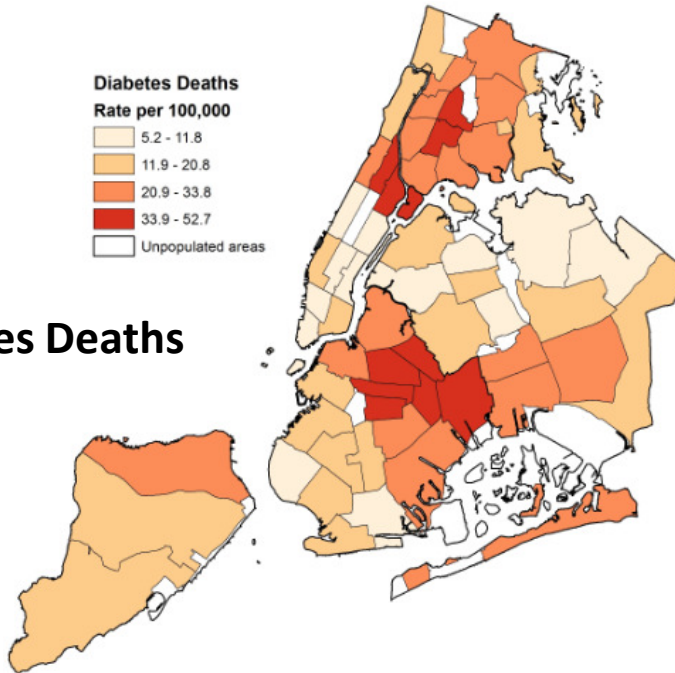 Diabetes Deaths
Rate per 100,000
5.2 - 11.8
11.9 - 20.8
20.9 - 33.8
33.9 - 52.7
Unpopulated areas
es Deaths